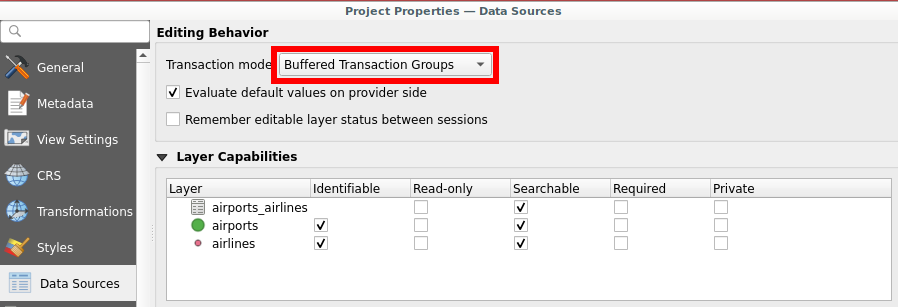 Project Properties — Data Sources
General
Metadata
View Settings
CRS
Transformations
Styles
Data Sources
Editing Behavior
Transaction mode
Buffered Transaction Groups
Evaluate default values on provider side
Remember editable layer status between sessions
Layer Capabilities
Layer Identifiable Read-only Searchable Required Private
airports_airlines
airports
airlines